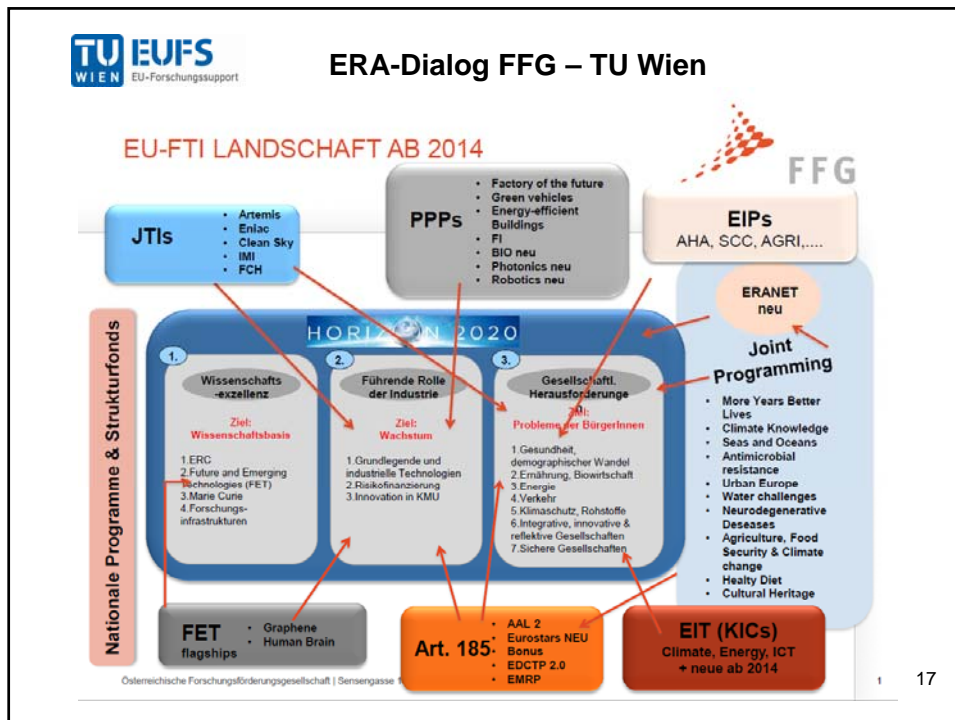 TU WIEN
EUFS
EU-Forschungssupport
ERA-Dialog FFG – TU Wien
EU-FTI LANDSCHAFT AB 2014
FFG
JTIs
• Artemis
• Eniac
• Clean Sky
• IMI
• FCH
PPPs
• Factory of the future
• Green vehicles
• Energy-efficient
Buildings
• FI
• BIO neu
• Photonics neu
• Robotics neu
EIPs
AHA, SCC, AGRI,....
ERANET
neu
Joint
Programming
• More Years Better
Lives
• Climate Knowledge
• Seas and Oceans
• Antimicrobial
resistance
• Urban Europe
• Water challenges
• Neurodegenerative
Deseases
• Agriculture, Food
Security & Climate
change
• Healty Diet
• Cultural Heritage
Nationale Programme & Strukturfonds
HORIZON 2020
1.
Wissenschafts
-exzellenz
Ziel:
Wissenschaftsbasis
1.ERC
2.Future and Emerging
Technologies (FET)
3.Marie Curie
4.Forschungs-
infrastrukturen
2.
Führende Rolle
der Industrie
Ziel:
Wachstum
1.Grundlegende und
industrielle Technologien
2.Risikofinanzierung
3.Innovation in KMU
3.
Gesellschaftl.
Herausforderunge
n
Ziel:
Probleme der BürgerInnen
1.Gesundheit,
demographischer Wandel
2.Ernährung, Biowirtschaft
3.Energie
4.Verkehr
5.Klimaschutz, Rohstoffe
6.Integrative, innovative &
reflektive Gesellschaften
7.Sichere Gesellschaften
FET
flagships
• Graphene
• Human Brain
Art. 185
• AAL 2
• Eurostars NEU
• Bonus
• EDCTP 2.0
• EMRP
EIT (KICs)
Climate, Energy, ICT
+ neue ab 2014
Österreichische Forschungsförderungsgesellschaft | Sensengasse
1
17